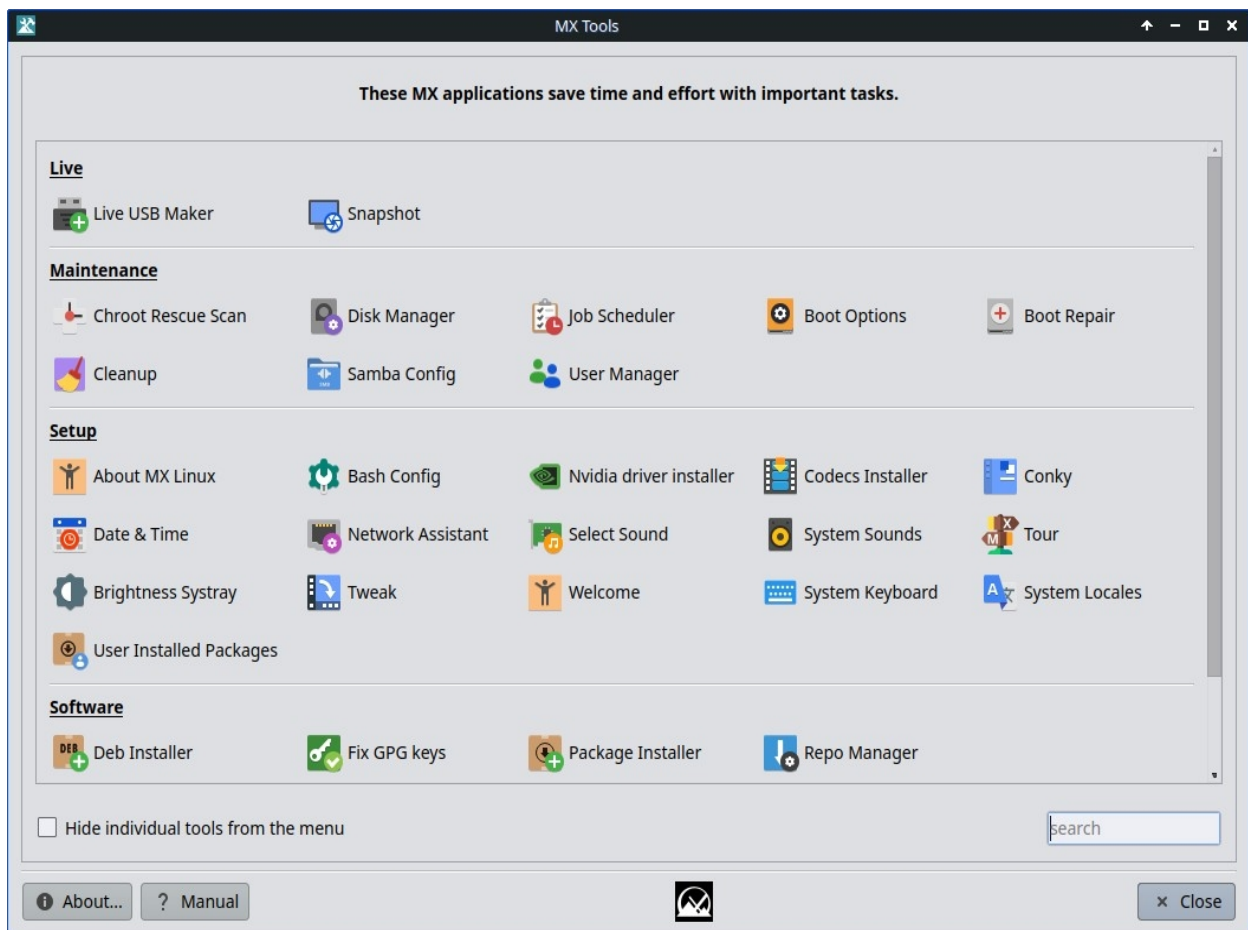 MX Tools
These MX applications save time and effort with important tasks.
Live
Live USB Maker Snapshot
Maintenance
Chroot Rescue Scan Disk Manager Job Scheduler Boot Options Boot Repair
Cleanup Samba Config User Manager
Setup
About MX Linux Bash Config Nvidia driver installer Codecs Installer Conky
Date & Time Network Assistant Select Sound System Sounds Tour
Brightness Systray Tweak Welcome System Keyboard System Locales
User Installed Packages
Software
Deb Installer Fix GPG keys Package Installer Repo Manager
Hide individual tools from the menu search
About... ? Manual Close